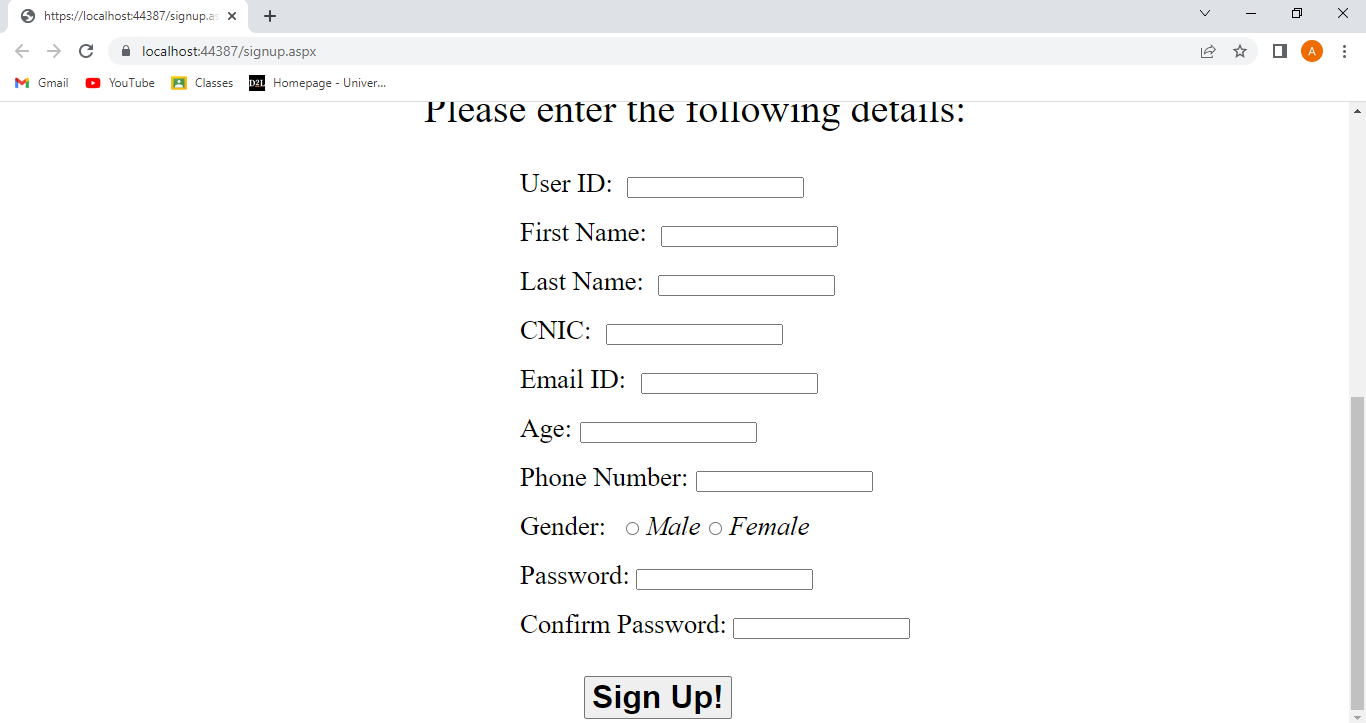 https://localhost:44387/signup.as
localhost:44387/signup.aspx
A
Gmail YouTube Classes D2L Homepage - Univer...
Please enter the following details:
User ID:
First Name:
Last Name:
CNIC:
Email ID:
Age:
Phone Number:
Gender: Male Female
Password:
Confirm Password:
Sign Up!